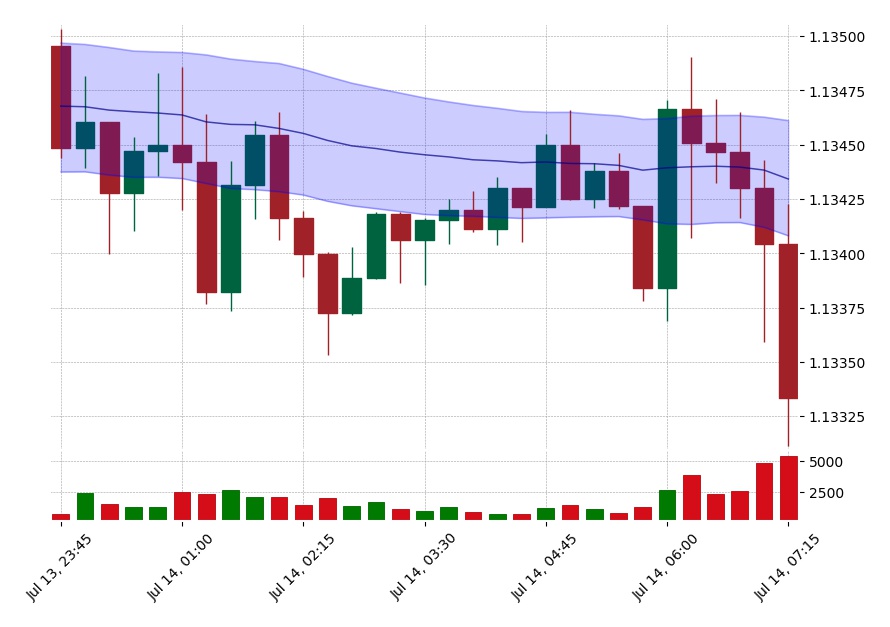 1.13500
1.13475
1.13450
1.13425
1.13400
1.13375
1.13350
1.13325
5000
2500
Jul 13, 23:45
Jul 14, 01:00
Jul 14, 02:15
Jul 14, 03:30
Jul 14, 04:45
Jul 14, 06:00
Jul 14, 07:15